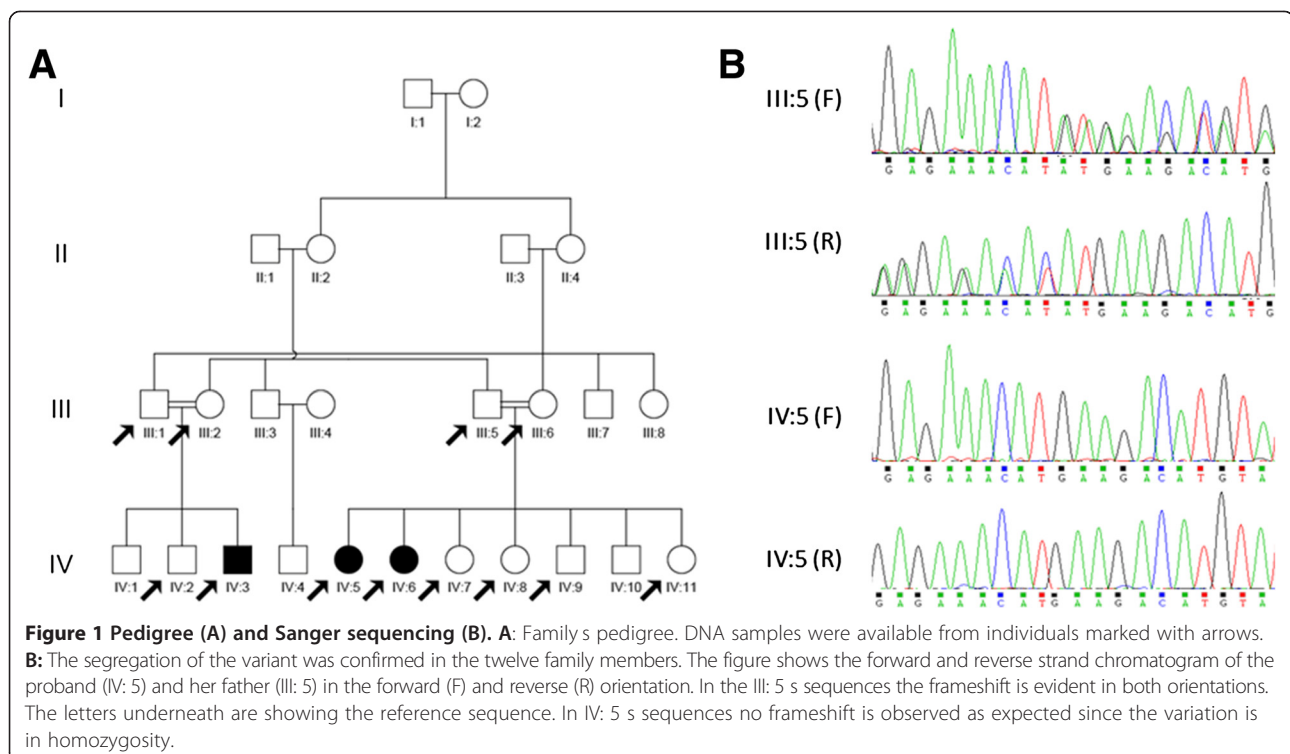 A
B
I
I:1 I:2
II
II:1 II:2 II:3 II:4
III
III:1 III:2 III:3 III:4 III:5 III:6 III:7 III:8
IV
IV:1 IV:2 IV:3 IV:4 IV:5 IV:6 IV:7 IV:8 IV:9 IV:10 IV:11
III:5 (F)
G A G A A A C A T A T G A A G A C A T G
III:5 (R)
G A G A A A C A T A T G A A G A C A T G
IV:5 (F)
G A G A A A C A T G A A G A C A T G T A
IV:5 (R)
G A G A A A C A T G A A G A C A T G T A
Figure 1 Pedigree (A) and Sanger sequencing (B). A: Family s pedigree. DNA samples were available from individuals marked with arrows.
B: The segregation of the variant was confirmed in the twelve family members. The figure shows the forward and reverse strand chromatogram of the
proband (IV: 5) and her father (III: 5) in the forward (F) and reverse (R) orientation. In the III: 5 s sequences the frameshift is evident in both orientations.
The letters underneath are showing the reference sequence. In IV: 5 s sequences no frameshift is observed as expected since the variation is
in homozygosity.